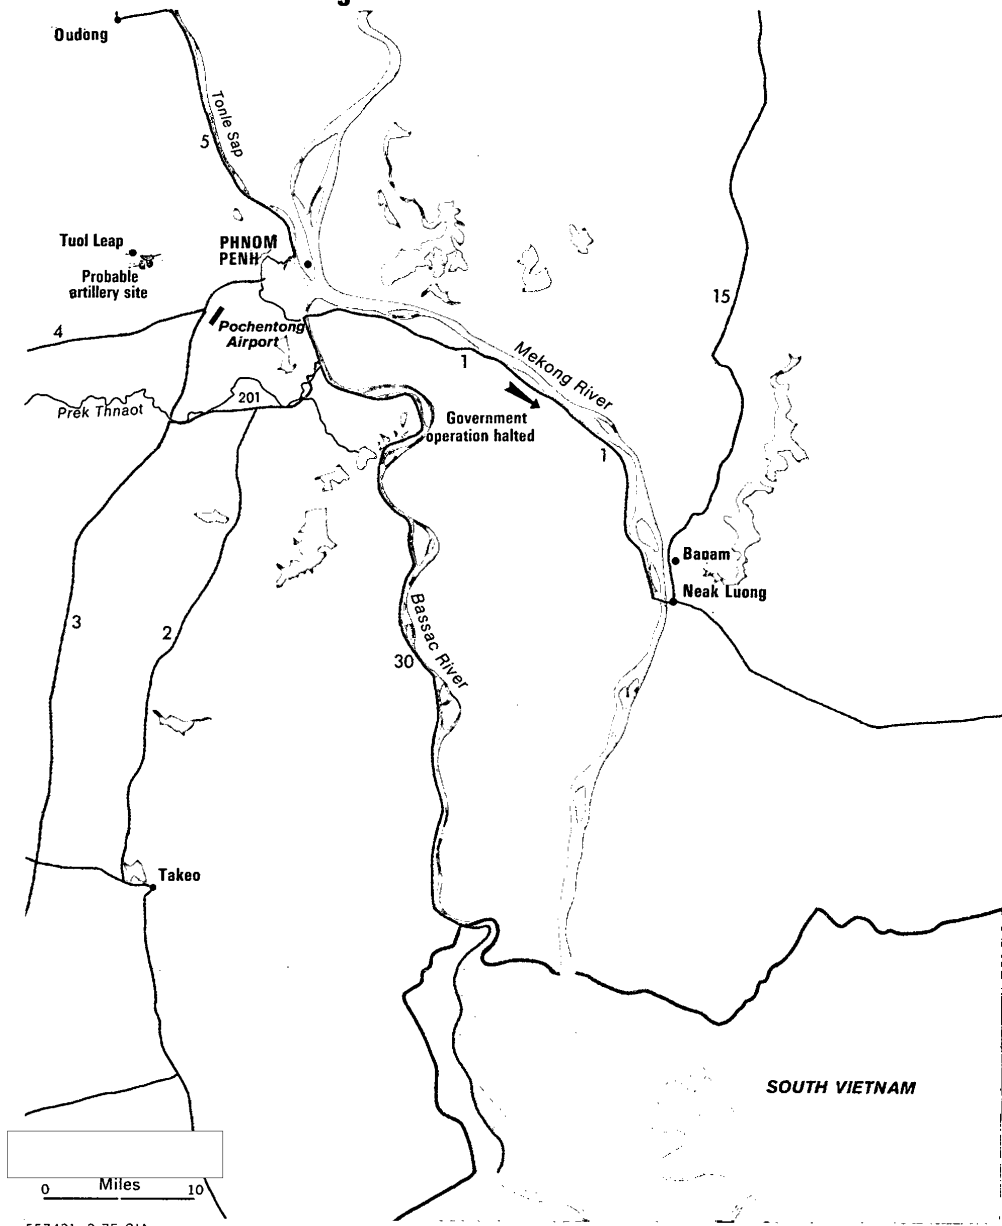 Oudong
Tonle Sap
5
Tuol Leap
Probable
artillery site
PHNOM
PENH
15
4
Pochentong
Airport
1
Mekong River
Prek Thnaot
201
Government
operation halted
1
Banam
Neak Luong
3
2
Bassac River
30
Takeo
SOUTH VIETNAM
Miles
0 10